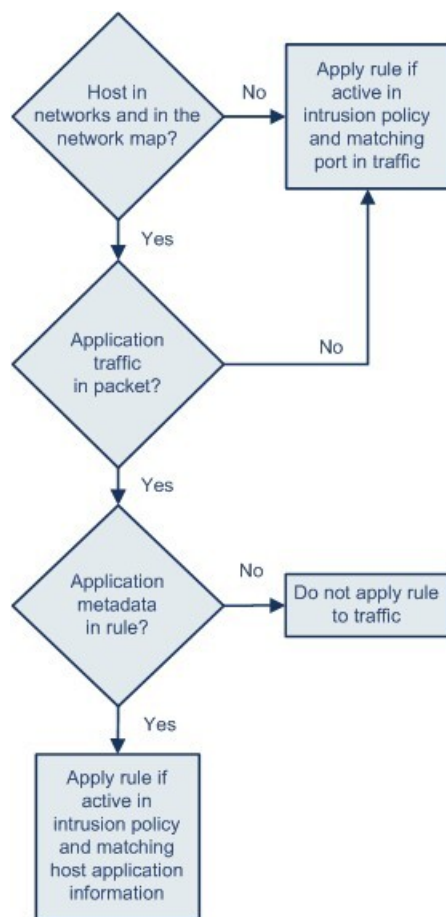 Host in
networks and in the
network map?
No
Apply rule if
active in
intrusion policy
and matching
port in traffic
Yes
Application
traffic
in packet?
No
Yes
Application
metadata
in rule?
No
Do not apply rule
to traffic
Yes
Apply rule if
active in
intrusion policy
and matching
host application
information